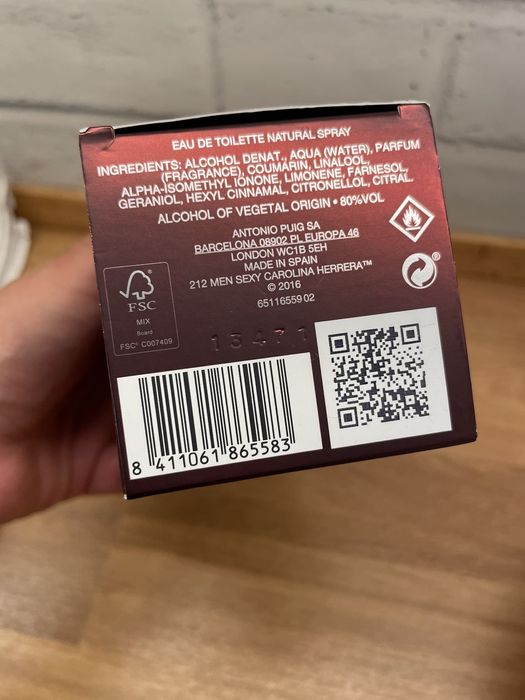 EAU DE TOILETTE NATURAL SPRAY
INGREDIENTS: ALCOHOL DENAT., AQUA (WATER), PARFUM
(FRAGRANCE), COUMARIN, LINALOOL,
ALPHA-ISOMETHYL IONONE, LIMONENE, FARNESOL,
GERANIOL, HEXYL CINNAMAL, CITRONELLOL, CITRAL.
ALCOHOL OF VEGETAL ORIGIN • 80%VOL
ANTONIO PUIG SA
BARCELONA 08902 PL EUROPA 46
LONDON WC1B 5EH
MADE IN SPAIN
212 MEN SEXY CAROLINA HERRERA™
© 2016
65116559 02
®
FSC
MIX
Board
FSC® C007409
13471
8 411061 865583